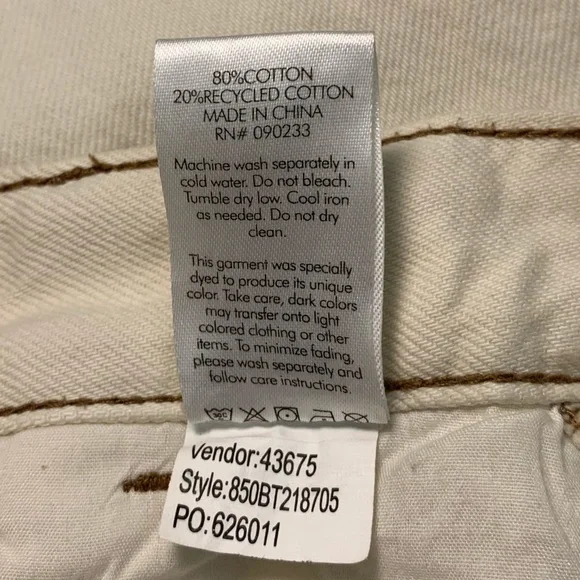 80%COTTON
20%RECYCLED COTTON
MADE IN CHINA
RN# 090233
Machine wash separately in
cold water. Do not bleach.
Tumble dry low. Cool iron
as needed. Do not dry
clean.
This garment was specially
dyed to produce its unique
color. Take care, dark colors
may transfer onto light
colored clothing or other
items. To minimize fading,
please wash separately and
follow care instructions.
30°C
vendor:43675
Style:850BT218705
PO:626011